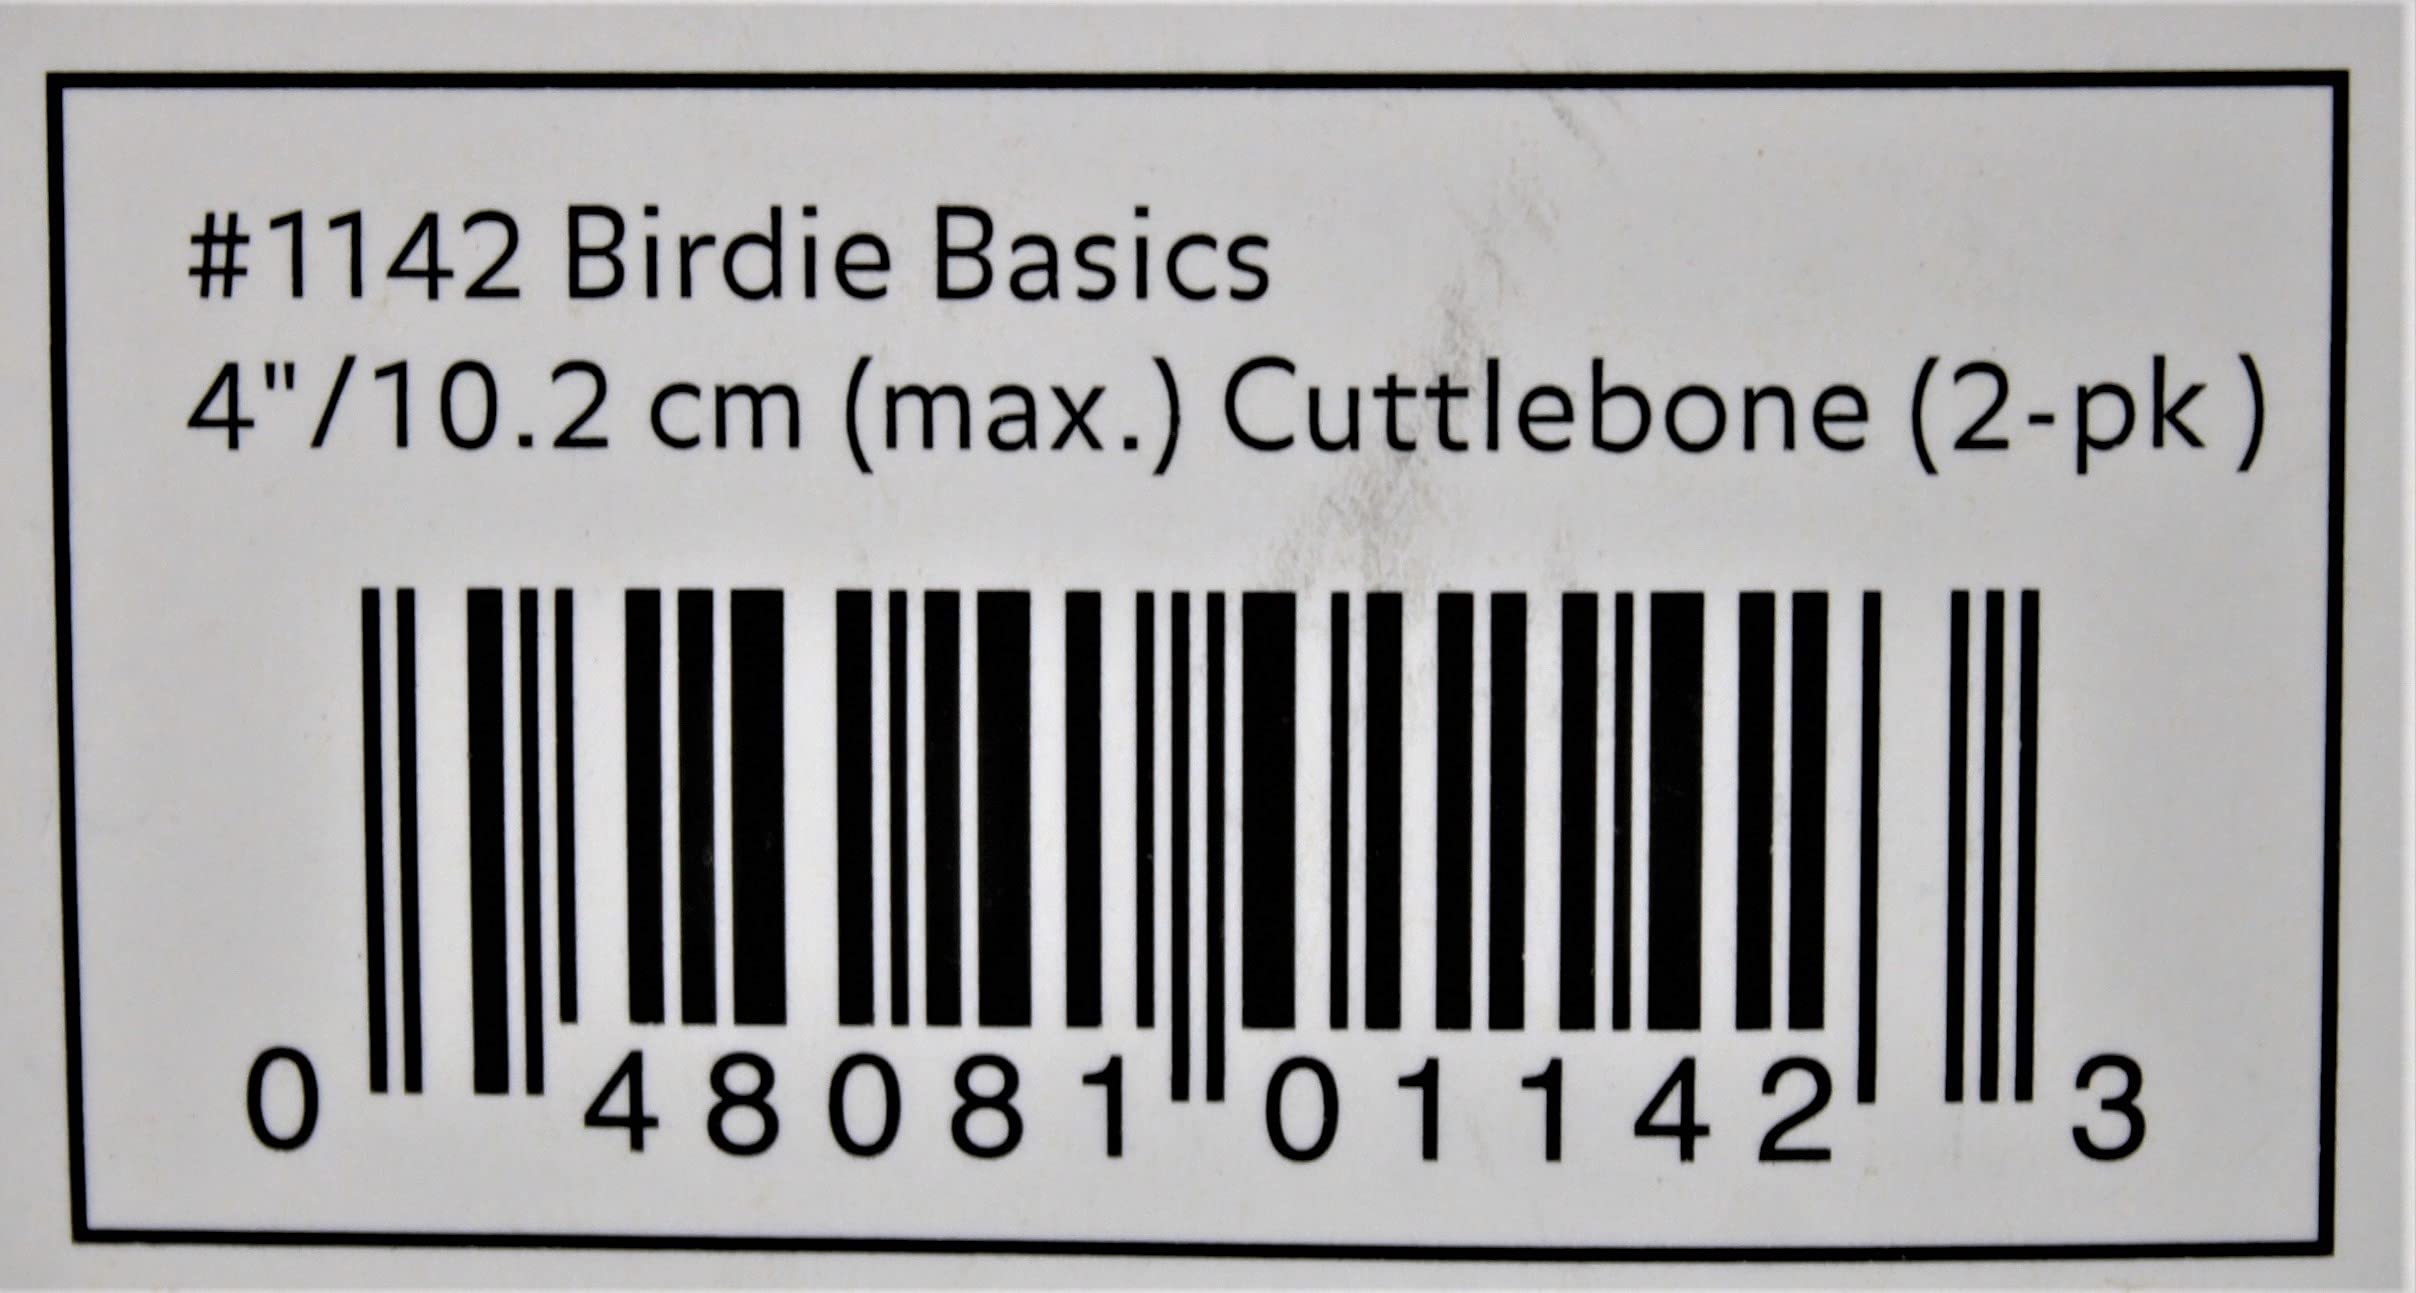 #1142 Birdie Basics
4"/10.2 cm (max.) Cuttlebone (2-pk )
0 48081 01142 3